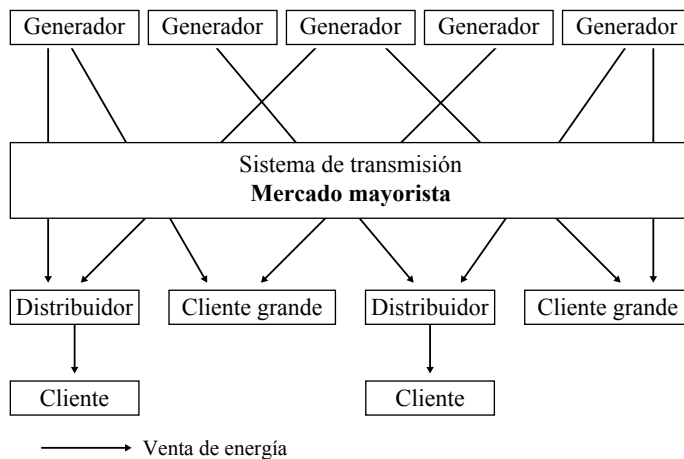 Generador
Generador
Generador
Generador
Generador
Sistema de transmisión
Mercado mayorista
Distribuidor
Cliente grande
Distribuidor
Cliente grande
Cliente
Cliente
Venta de energía